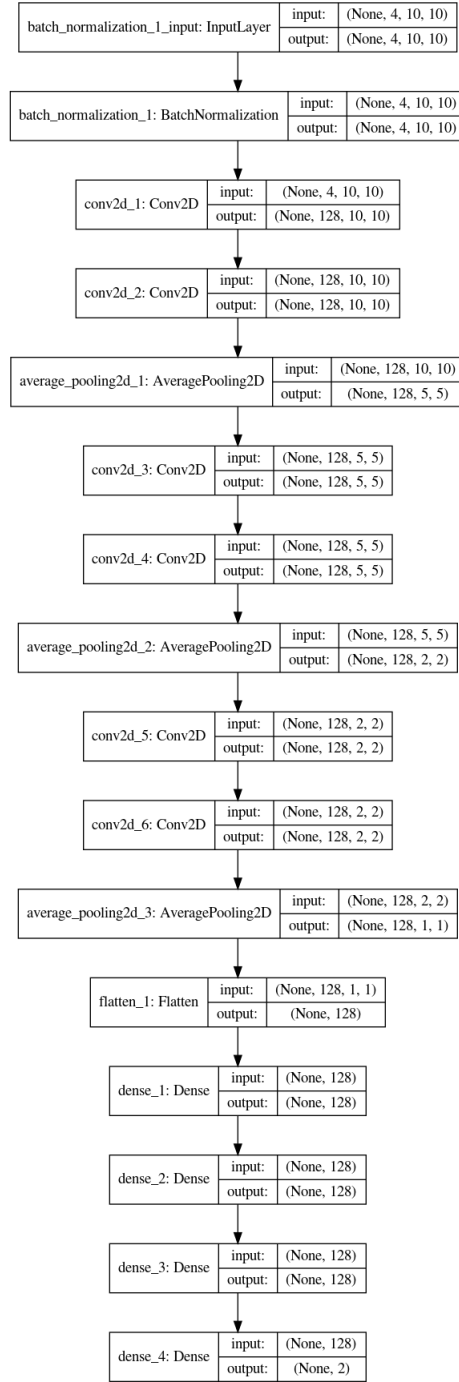 batch_normalization_1_input: InputLayer
input: (None, 4, 10, 10)
output: (None, 4, 10, 10)
batch_normalization_1: BatchNormalization
input: (None, 4, 10, 10)
output: (None, 4, 10, 10)
conv2d_1: Conv2D
input: (None, 4, 10, 10)
output: (None, 128, 10, 10)
conv2d_2: Conv2D
input: (None, 128, 10, 10)
output: (None, 128, 10, 10)
average_pooling2d_1: AveragePooling2D
input: (None, 128, 10, 10)
output: (None, 128, 5, 5)
conv2d_3: Conv2D
input: (None, 128, 5, 5)
output: (None, 128, 5, 5)
conv2d_4: Conv2D
input: (None, 128, 5, 5)
output: (None, 128, 5, 5)
average_pooling2d_2: AveragePooling2D
input: (None, 128, 5, 5)
output: (None, 128, 2, 2)
conv2d_5: Conv2D
input: (None, 128, 2, 2)
output: (None, 128, 2, 2)
conv2d_6: Conv2D
input: (None, 128, 2, 2)
output: (None, 128, 2, 2)
average_pooling2d_3: AveragePooling2D
input: (None, 128, 2, 2)
output: (None, 128, 1, 1)
flatten_1: Flatten
input: (None, 128, 1, 1)
output: (None, 128)
dense_1: Dense
input: (None, 128)
output: (None, 128)
dense_2: Dense
input: (None, 128)
output: (None, 128)
dense_3: Dense
input: (None, 128)
output: (None, 128)
dense_4: Dense
input: (None, 128)
output: (None, 2)